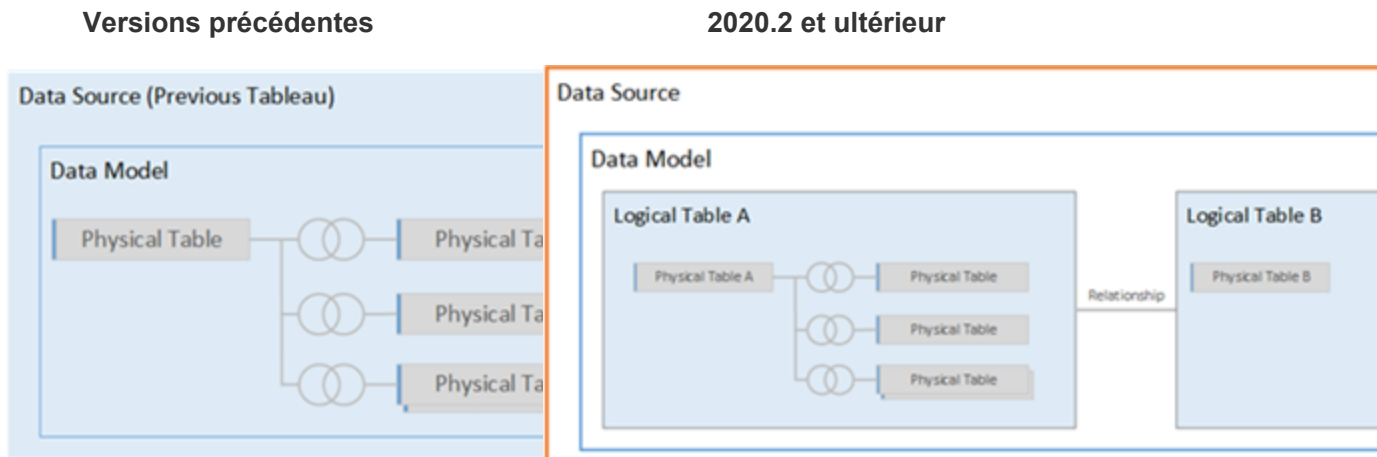 Versions précédentes
2020.2 et ultérieur
Data Source (Previous Tableau)
Data Model
Physical Table
Physical Ta
Physical Ta
Physical Ta
Data Source
Data Model
Logical Table A
Physical Table A
Physical Table
Physical Table
Physical Table
Relationship
Logical Table B
Physical Table B